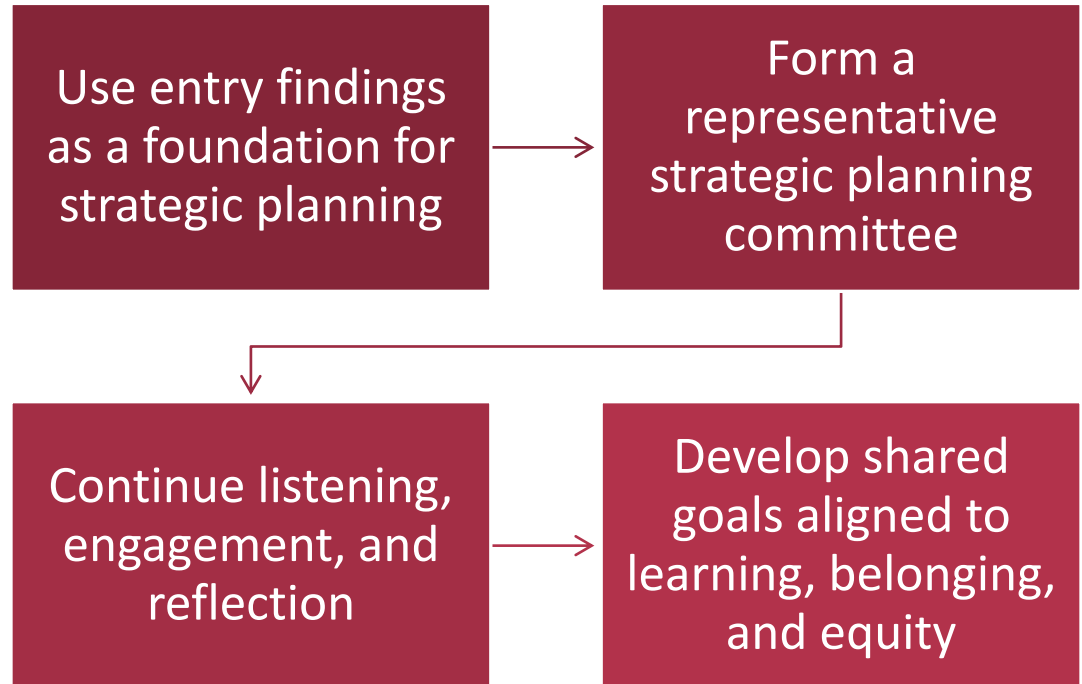 Use entry findings
as a foundation for
strategic planning
Form a
representative
strategic planning
committee
Continue listening,
engagement, and
reflection
Develop shared
goals aligned to
learning, belonging,
and equity